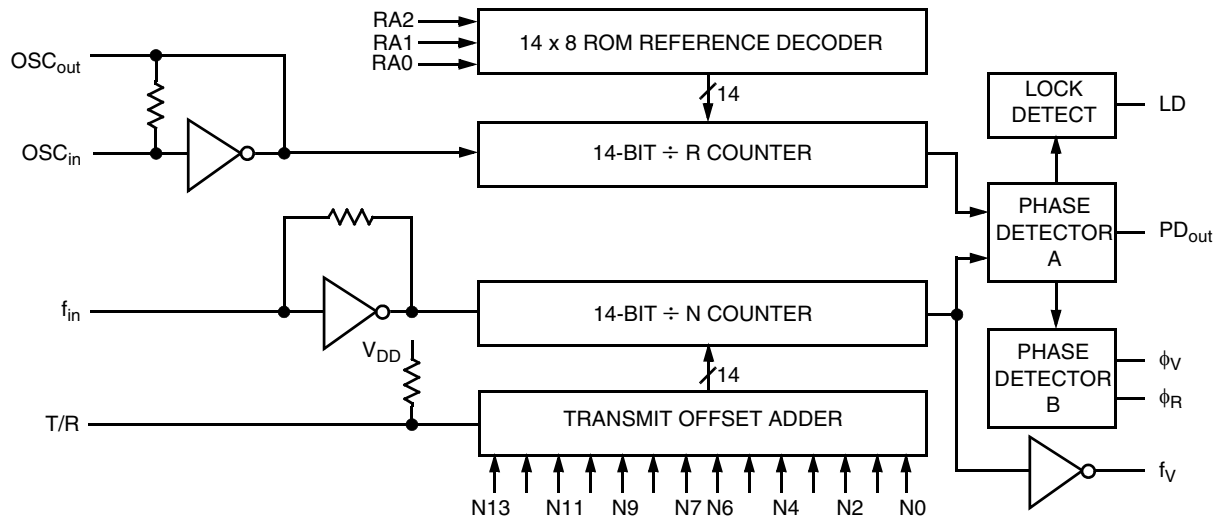 RA2
RA1
RA0
14 x 8 ROM REFERENCE DECODER
OSCout
14
LOCK
DETECT
LD
OSCin
14-BIT ÷ R COUNTER
PHASE
DETECTOR
A
PDout
fin
14-BIT ÷ N COUNTER
VDD
14
PHASE
DETECTOR
B
ϕV
ϕR
T/R
TRANSMIT OFFSET ADDER
fV
N13 N11 N9 N7 N6 N4 N2 N0